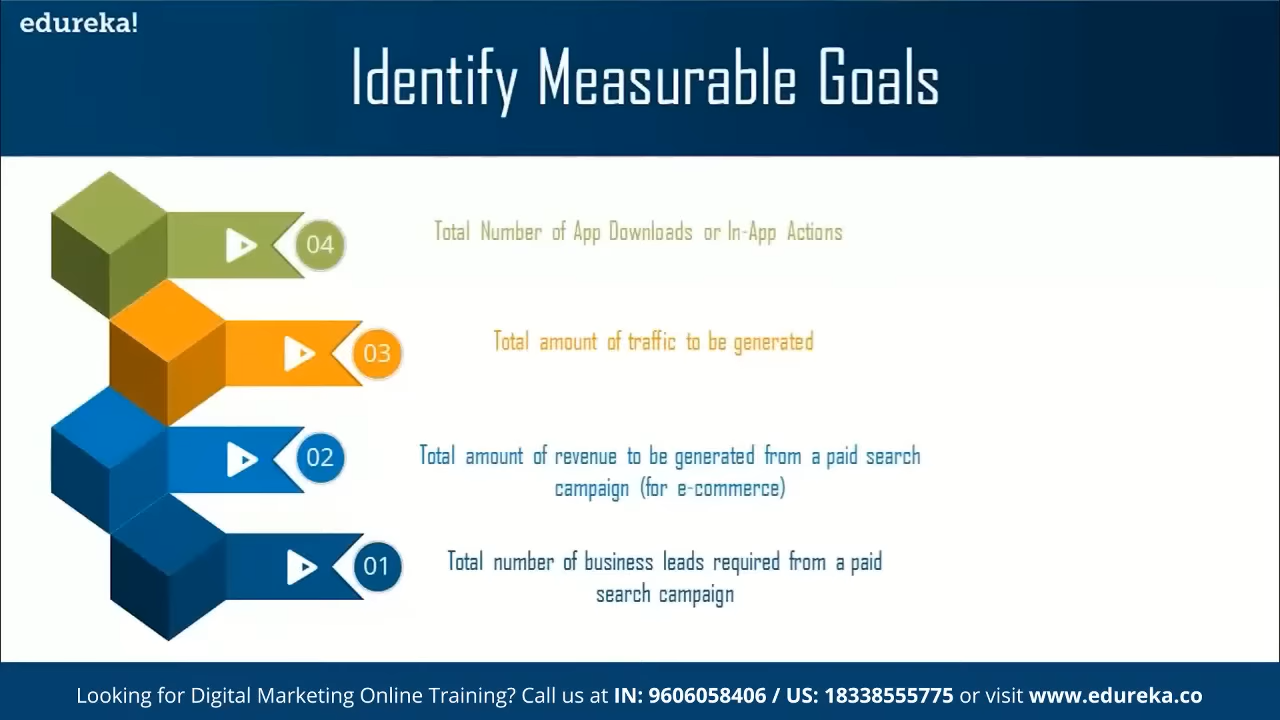 edureka!
Identify Measurable Goals
04
Total Number of App Downloads or In-App Actions
03
Total amount of traffic to be generated
02
Total amount of revenue to be generated from a paid search
campaign (for e-commerce)
01
Total number of business leads required from a paid
search campaign
Looking for Digital Marketing Online Training? Call us at IN: 9606058406 / US: 18338555775 or visit www.edureka.co